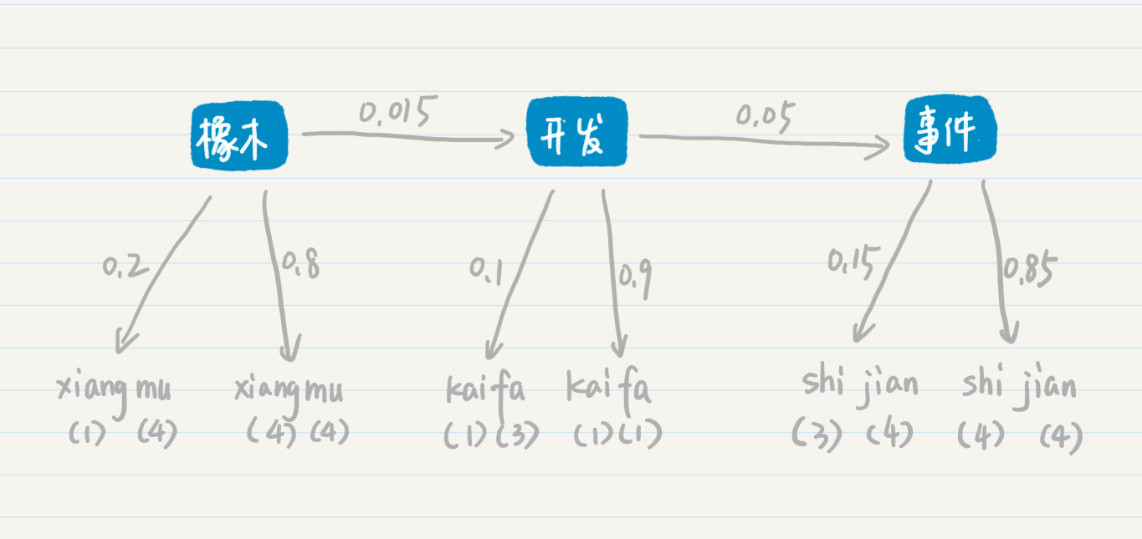 0.015 0.05
橡木 开发 事件
0.2 0.8 0.1 0.9 0.15 0.85
xiang mu xiang mu kai fa kai fa shi jian shi jian
(1) (4) (4) (4) (1) (3) (1) (1) (3) (4) (4) (4)